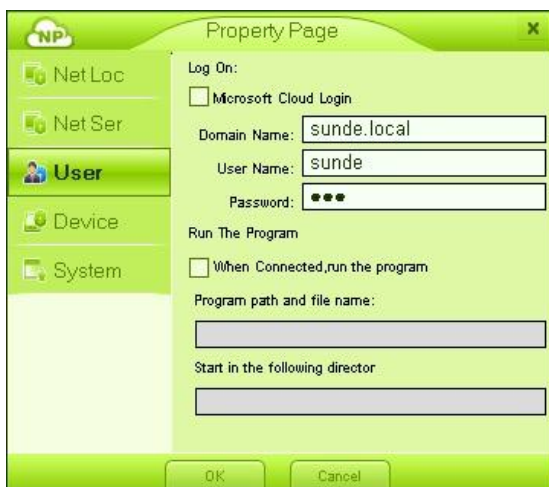 NP
Property Page
×
Net Loc
Net Ser
User
Device
System
Log On:
Microsoft Cloud Login
Domain Name: sunde.local
User Name: sunde
Password: •••
Run The Program
When Connected,run the program
Program path and file name:
Start in the following director
OK
Cancel